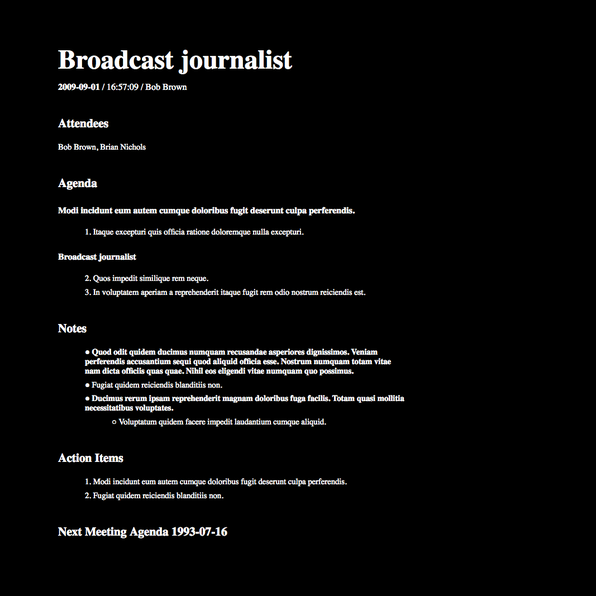 Broadcast journalist
2009-09-01 / 16:57:09 / Bob Brown
Attendees
Bob Brown, Brian Nichols
Agenda
Modi incidunt eum autem cumque doloribus fugit deserunt culpa perferendis.
1. Itaque excepturi quis officia ratione doloremque nulla excepturi.
Broadcast journalist
2. Quos impedit similique rem neque.
3. In voluptatem aperiam a reprehenderit itaque fugit rem odio nostrum reiciendis est.
Notes
● Quod odit quidem ducimus numquam recusandae asperiores dignissimos. Veniam
perferendis accusantium sequi quod aliquid officia esse. Nostrum numquam totam vitae
nam dicta officiis quas quae. Nihil eos eligendi vitae numquam quo possimus.
● Fugiat quidem reiciendis blanditiis non.
● Ducimus rerum ipsam reprehenderit magnam doloribus fuga facilis. Totam quasi mollitia
necessitatibus voluptates.
○ Voluptatum quidem facere impedit laudantium cumque aliquid.
Action Items
1. Modi incidunt eum autem cumque doloribus fugit deserunt culpa perferendis.
2. Fugiat quidem reiciendis blanditiis non.
Next Meeting Agenda 1993-07-16